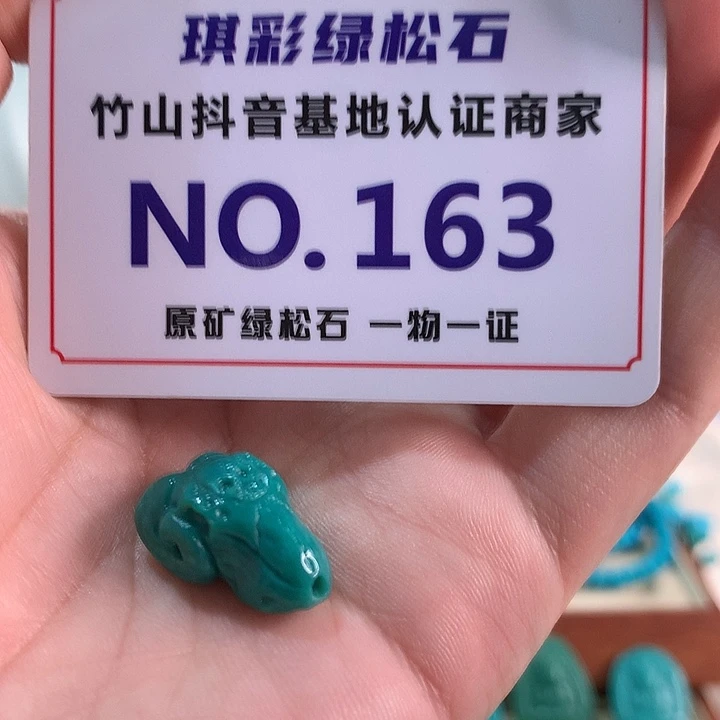 琪彩绿松石
竹山抖音基地认证商家
NO.163
原矿绿松石 一物一证